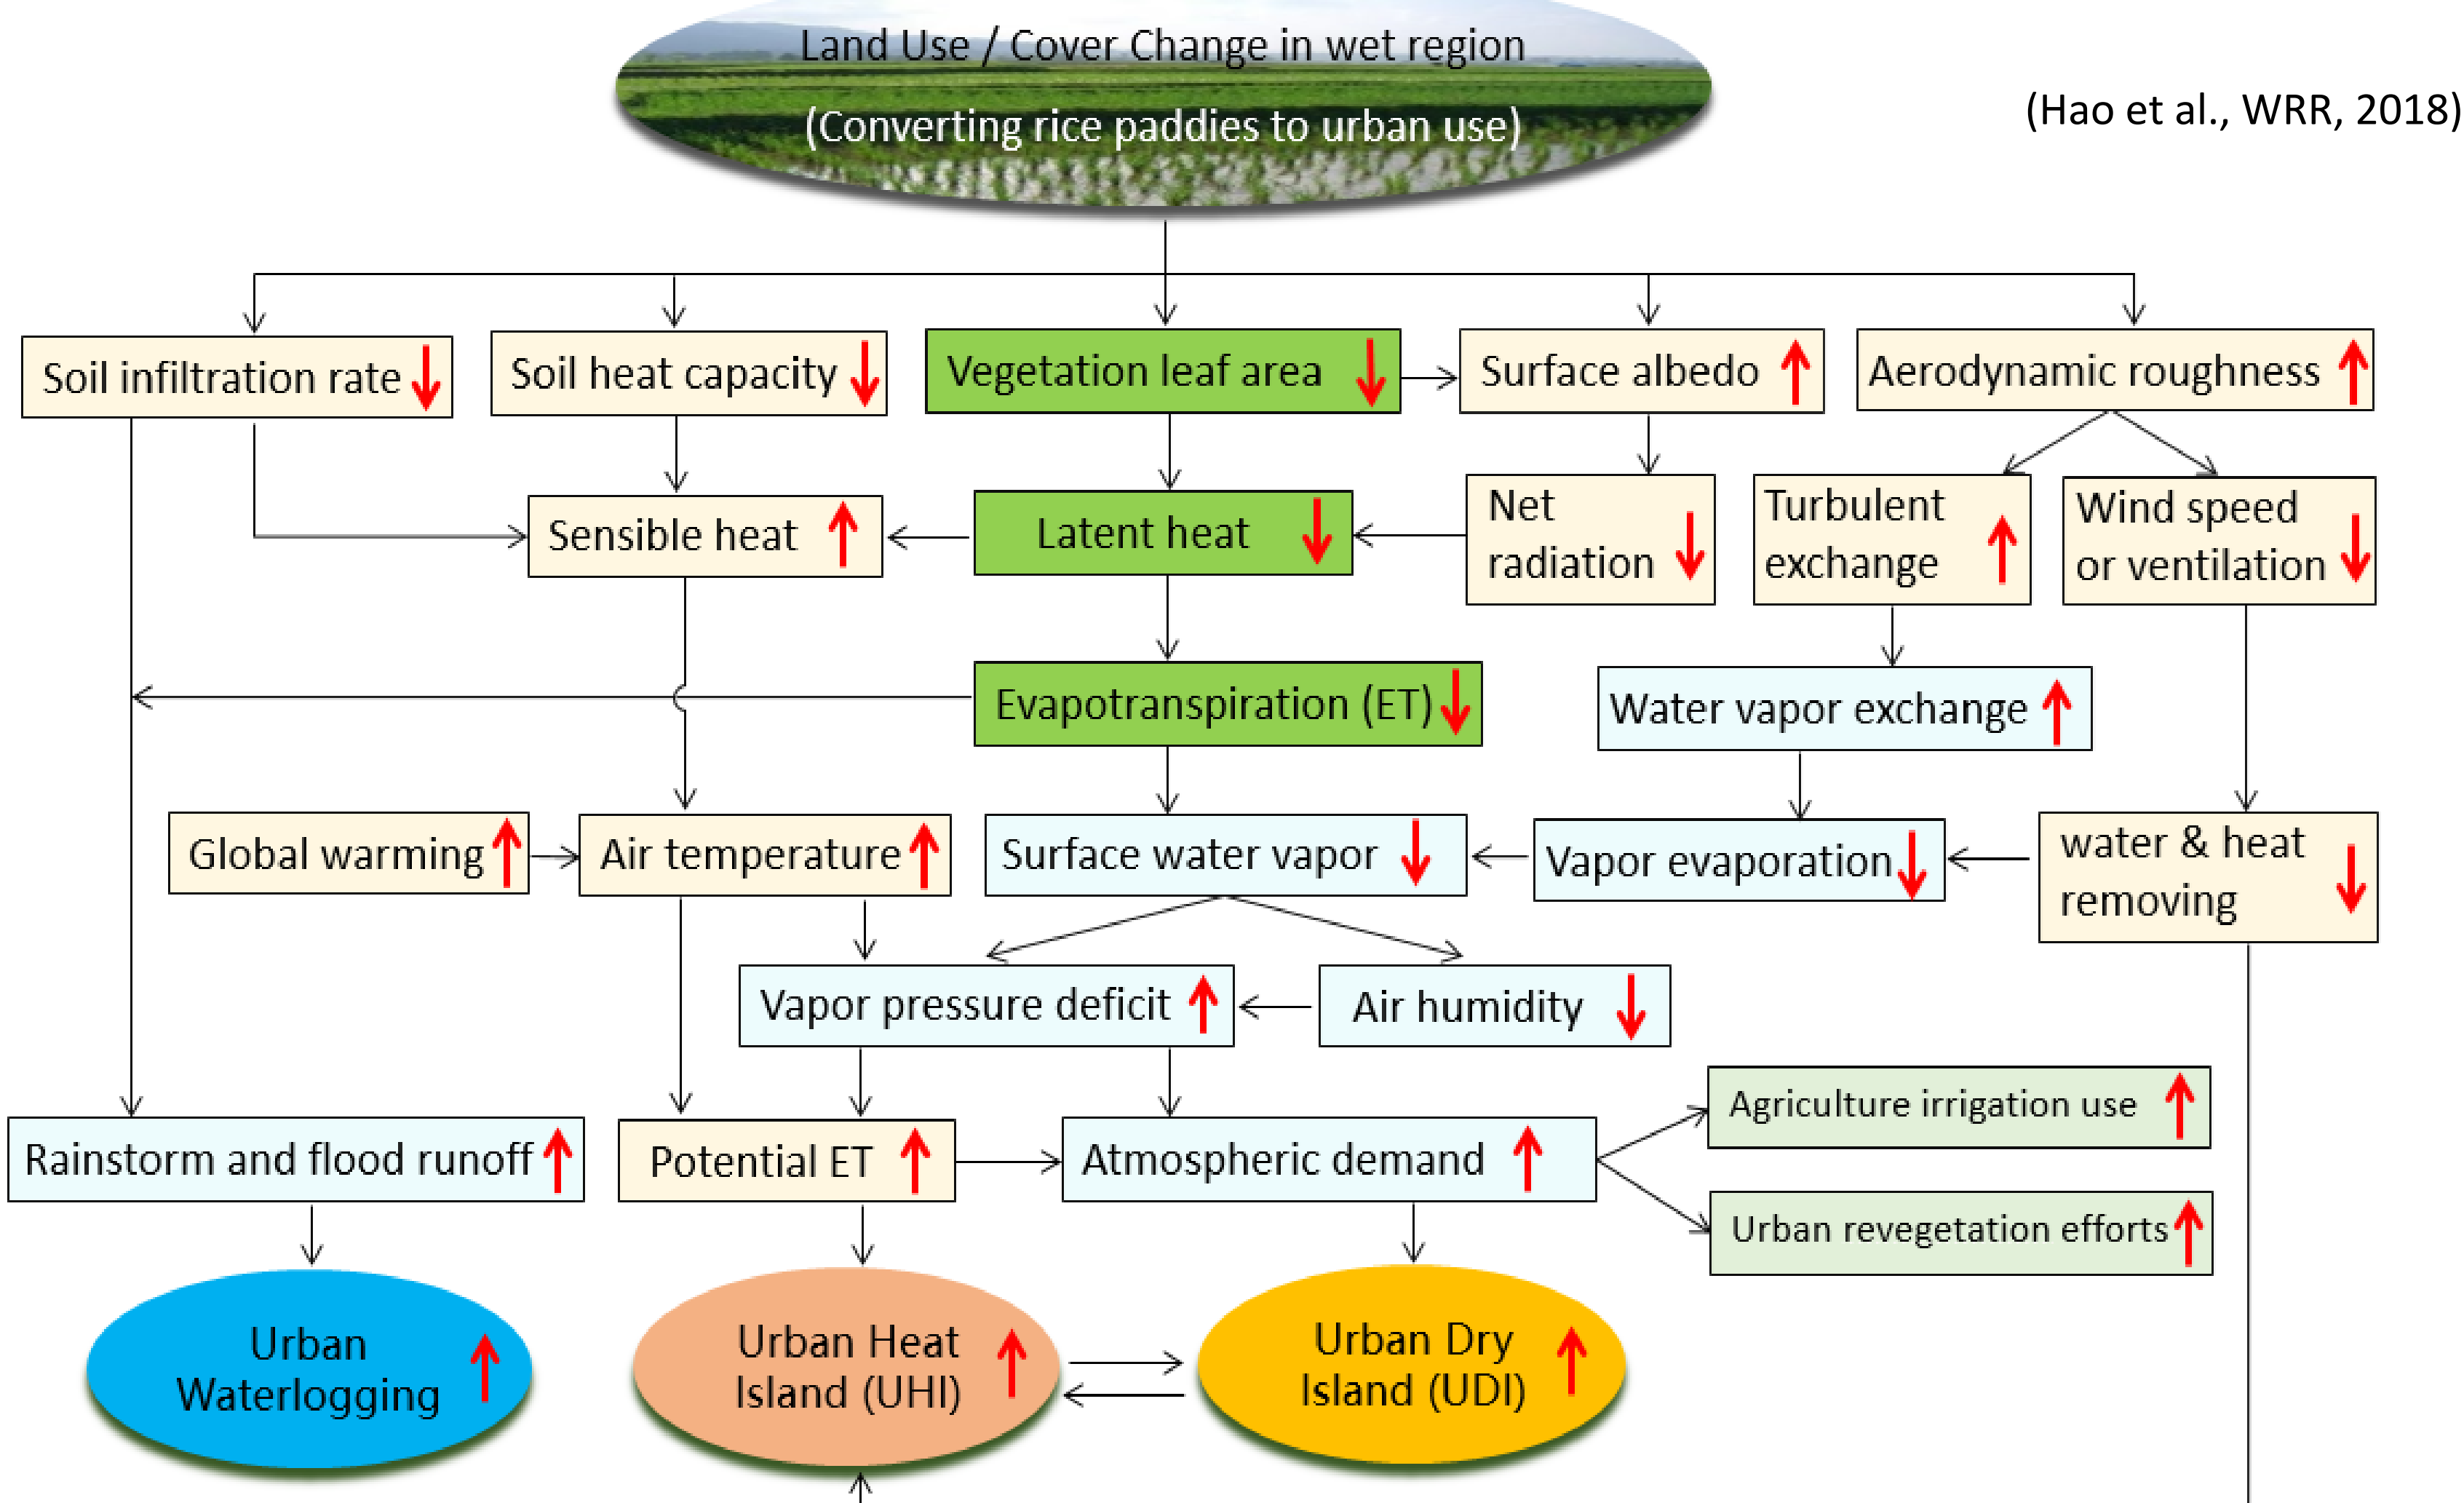 Land Use / Cover Change in wet region
(Converting rice paddies to urban use)
(Hao et al., WRR, 2018)
Soil infiltration rate
Soil heat capacity
Vegetation leaf area
Surface albedo
Aerodynamic roughness
Sensible heat
Latent heat
Net
radiation
Turbulent
exchange
Wind speed
or ventilation
Evapotranspiration (ET)
Water vapor exchange
Global warming
Air temperature
Surface water vapor
Vapor evaporation
water & heat
removing
Vapor pressure deficit
Air humidity
Agriculture irrigation use
Rainstorm and flood runoff
Potential ET
Atmospheric demand
Urban revegetation efforts
Urban
Waterlogging
Urban Heat
Island (UHI)
Urban Dry
Island (UDI)